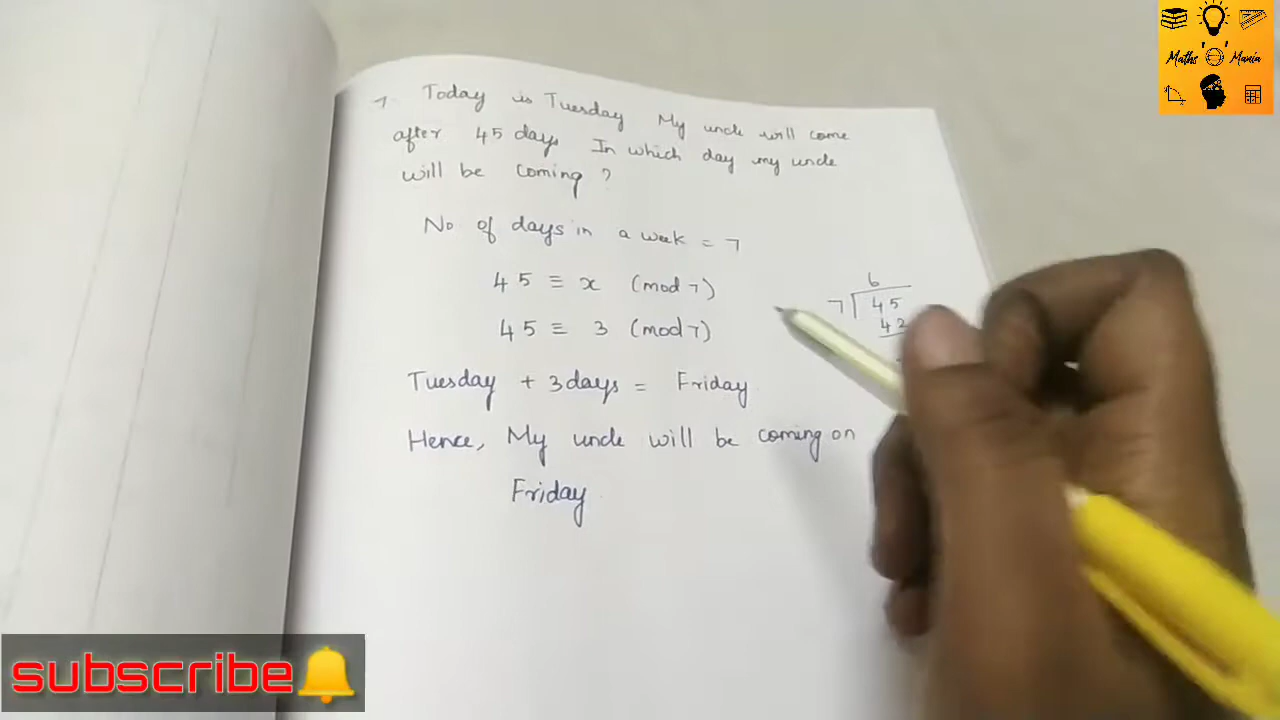 Maths Mania
7. Today is Tuesday My uncle will come
after 45 days In which day my uncle
will be coming ?
No of days in a week = 7
45 ≡ x (mod 7)
45 ≡ 3 (mod 7)
6
7 45
42
Tuesday + 3 days = Friday
Hence, My uncle will be coming on
Friday
subscribe